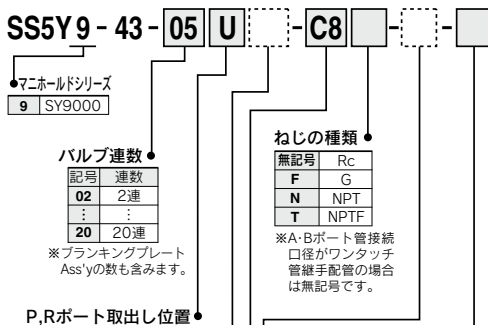 SS5Y9-43-05U-C8--
マニホールドシリーズ
9 SY9000
バルブ連数
記号 連数
02 2連
⋮ ⋮
20 20連
※ブランキングプレート
Ass'yの数も含みます。
P,Rポート取出し位置
ねじの種類
無記号 Rc
F G
N NPT
T NPTF
※A・Bポート管接続
口径がワンタッチ
管継手配管の場合
は無記号です。